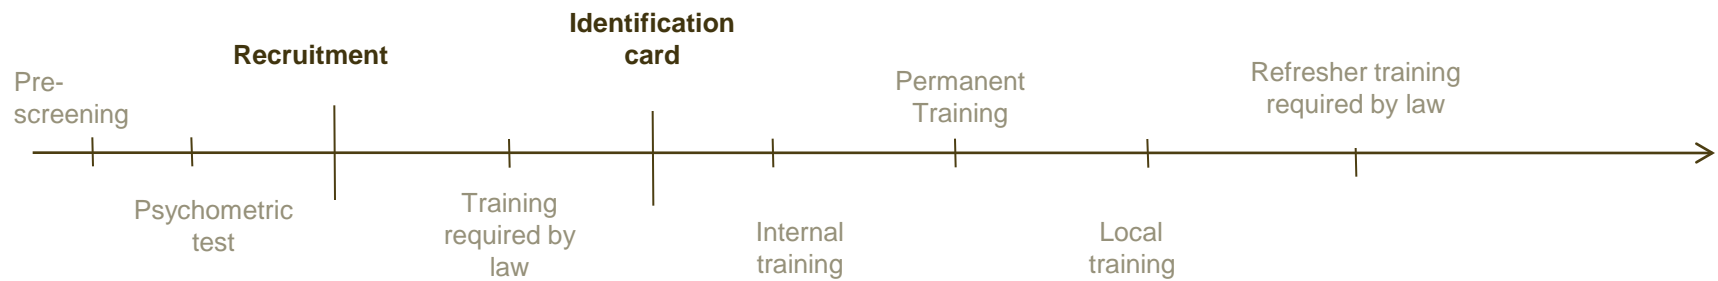 Pre-
screening
Psychometric
test
Recruitment
Training
required by
law
Identification
card
Internal
training
Permanent
Training
Local
training
Refresher training
required by law